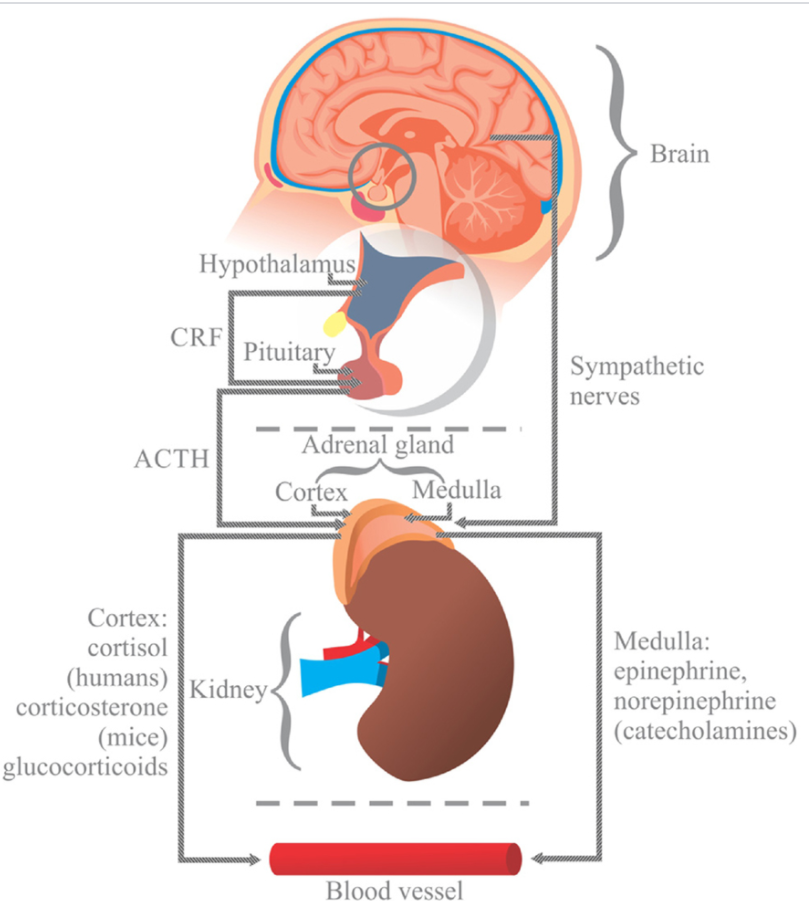 Brain
Hypothalamus
CRF
Pituitary
Sympathetic
nerves
ACTH
Adrenal gland
Cortex
Medulla
Cortex:
cortisol
(humans)
corticosterone
(mice)
glucocorticoids
Kidney
Medulla:
epinephrine,
norepinephrine
(catecholamines)
Blood vessel